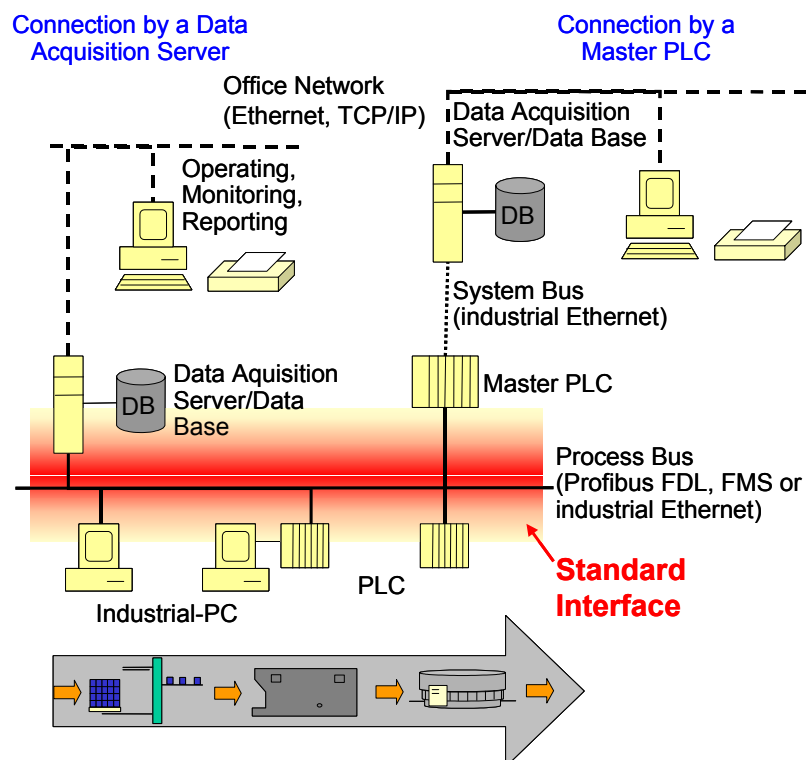 Connection by a Data
Acquisition Server
Connection by a
Master PLC
Office Network
(Ethernet, TCP/IP)
Data Acquisition
Server/Data Base
Operating,
Monitoring,
Reporting
DB
System Bus
(industrial Ethernet)
Data Aquisition
Server/Data
Base
DB
Master PLC
Process Bus
(Profibus FDL, FMS or
industrial Ethernet)
Standard
Interface
PLC
Industrial-PC